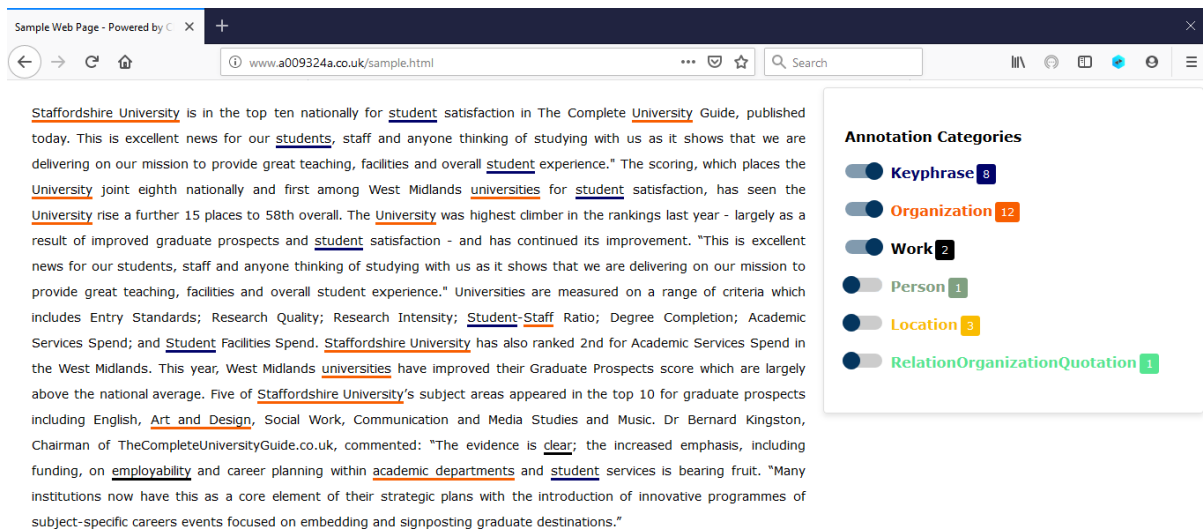 Sample Web Page - Powered by C
www.a009324a.co.uk/sample.html
Search
Staffordshire University is in the top ten nationally for student satisfaction in The Complete University Guide, published
today. This is excellent news for our students, staff and anyone thinking of studying with us as it shows that we are
delivering on our mission to provide great teaching, facilities and overall student experience." The scoring, which places the
University joint eighth nationally and first among West Midlands universities for student satisfaction, has seen the
University rise a further 15 places to 58th overall. The University was highest climber in the rankings last year - largely as a
result of improved graduate prospects and student satisfaction - and has continued its improvement. “This is excellent
news for our students, staff and anyone thinking of studying with us as it shows that we are delivering on our mission to
provide great teaching, facilities and overall student experience." Universities are measured on a range of criteria which
includes Entry Standards; Research Quality; Research Intensity; Student-Staff Ratio; Degree Completion; Academic
Services Spend; and Student Facilities Spend. Staffordshire University has also ranked 2nd for Academic Services Spend in
the West Midlands. This year, West Midlands universities have improved their Graduate Prospects score which are largely
above the national average. Five of Staffordshire University’s subject areas appeared in the top 10 for graduate prospects
including English, Art and Design, Social Work, Communication and Media Studies and Music. Dr Bernard Kingston,
Chairman of TheCompleteUniversityGuide.co.uk, commented: “The evidence is clear; the increased emphasis, including
funding, on employability and career planning within academic departments and student services is bearing fruit. “Many
institutions now have this as a core element of their strategic plans with the introduction of innovative programmes of
subject-specific careers events focused on embedding and signposting graduate destinations.”
Annotation Categories
Keyphrase 8
Organization 12
Work 2
Person 1
Location 3
RelationOrganizationQuotation 1